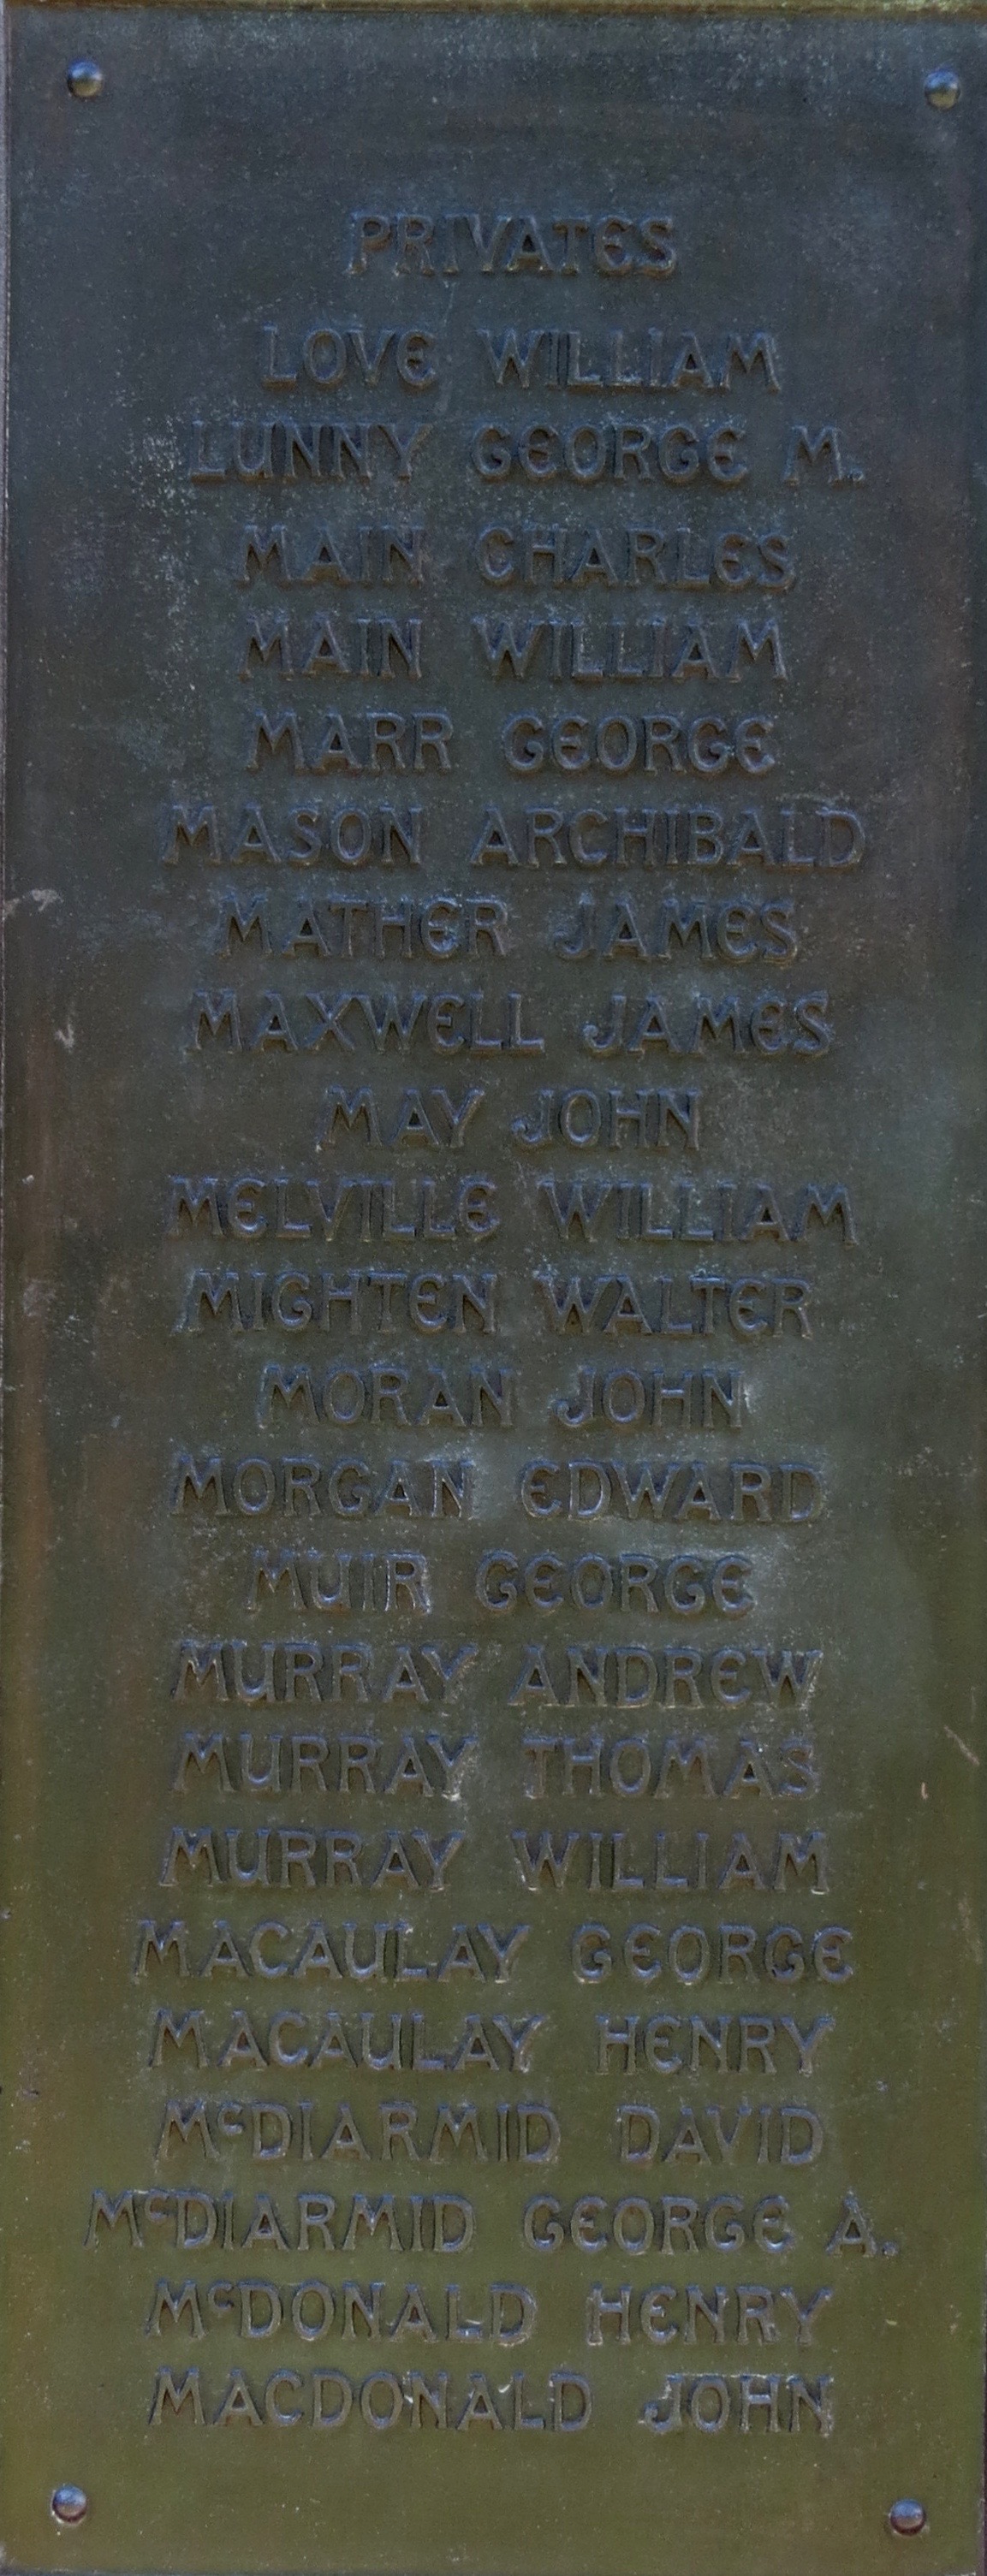 PRIVATES
LOVE WILLIAM
LUNNY GEORGE M.
MAIN CHARLES
MAIN WILLIAM
MARR GEORGE
MASON ARCHIBALD
MATHER JAMES
MAXWELL JAMES
MAY JOHN
MELVILLE WILLIAM
MIGHTEN WALTER
MORAN JOHN
MORGAN EDWARD
MUIR GEORGE
MURRAY ANDREW
MURRAY THOMAS
MURRAY WILLIAM
MACAULAY GEORGE
MACAULAY HENRY
McDIARMID DAVID
McDIARMID GEORGE A.
McDONALD HENRY
MACDONALD JOHN